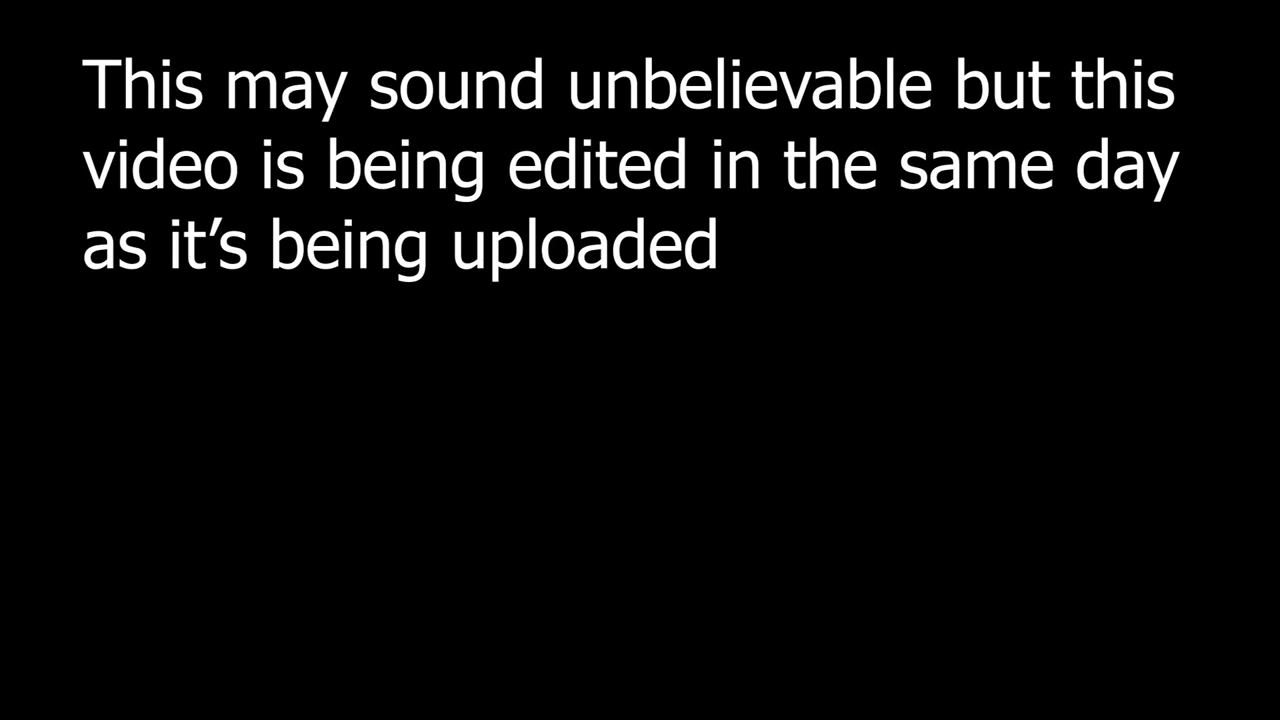 This may sound unbelievable but this
video is being edited in the same day
as it’s being uploaded